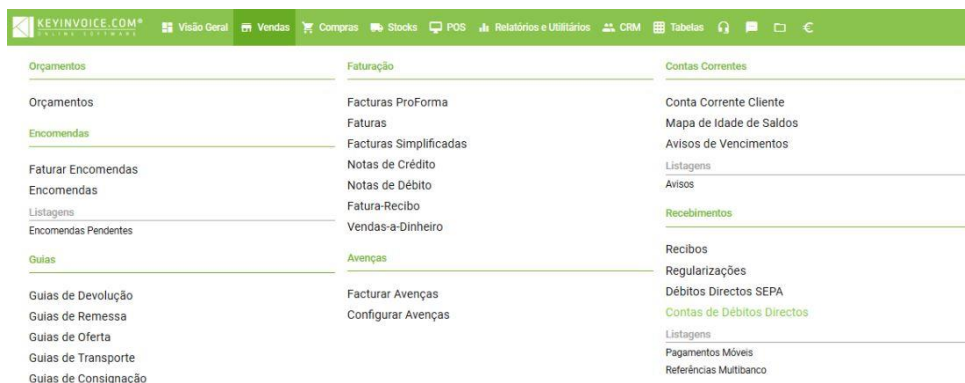 KEYINVOICE.COM®
ONLINE SOFTWARE
Visão Geral
Vendas
Compras
Stocks
POS
Relatórios e Utilitários
CRM
Tabelas
Orçamentos
Orçamentos
Encomendas
Faturar Encomendas
Encomendas
Listagens
Encomendas Pendentes
Guias
Guias de Devolução
Guias de Remessa
Guias de Oferta
Guias de Transporte
Guias de Consignação
Faturação
Facturas ProForma
Faturas
Facturas Simplificadas
Notas de Crédito
Notas de Débito
Fatura-Recibo
Vendas-a-Dinheiro
Avenças
Facturar Avenças
Configurar Avenças
Contas Correntes
Conta Corrente Cliente
Mapa de Idade de Saldos
Avisos de Vencimentos
Listagens
Avisos
Recebimentos
Recibos
Regularizações
Débitos Directos SEPA
Contas de Débitos Directos
Listagens
Pagamentos Móveis
Referências Multibanco